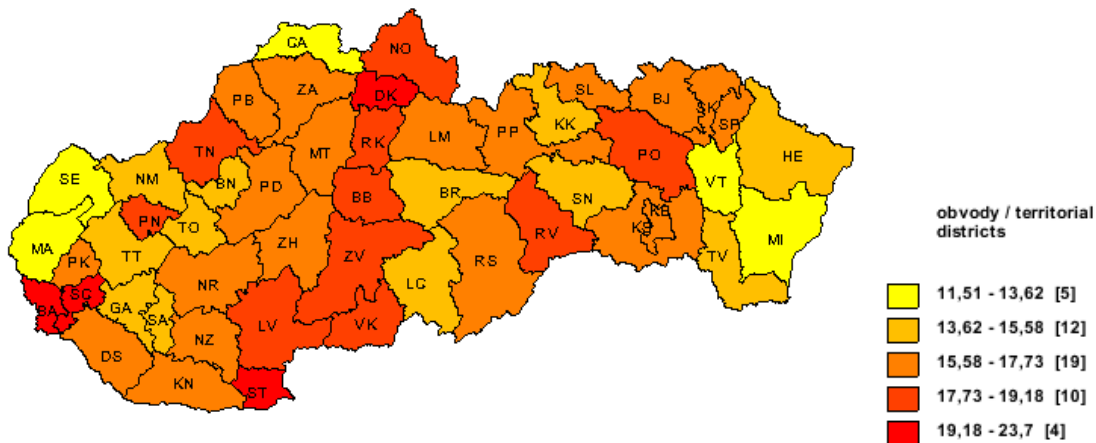 CA
NO
DK
ZA
PB
SL
BJ
SK
SP
KK
PP
LM
RK
MT
TN
PO
HE
SE
NM
BN
PD
BB
BR
SN
VT
PN
TO
KE
KS
RV
MI
MA
TT
ZH
ZV
RS
TV
PK
NR
LC
SC
BA
GA
SA
LV
VK
NZ
DS
KN
ST
obvody / territorial
districts
11,51 - 13,62 [5]
13,62 - 15,58 [12]
15,58 - 17,73 [19]
17,73 - 19,18 [10]
19,18 - 23,7 [4]